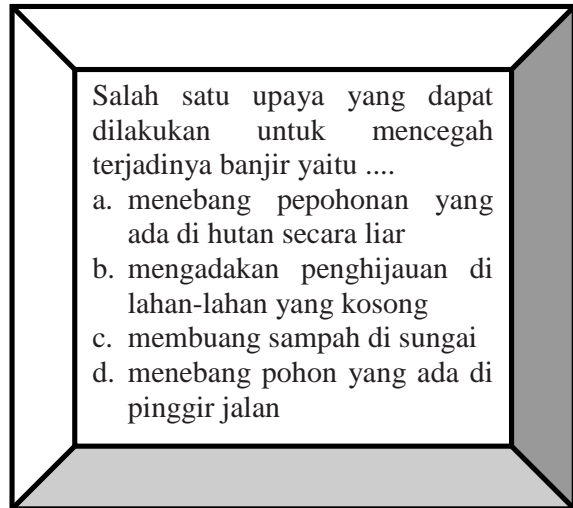 Salah satu upaya yang dapat
dilakukan untuk mencegah
terjadinya banjir yaitu ....
a. menebang pepohonan yang
ada di hutan secara liar
b. mengadakan penghijauan di
lahan-lahan yang kosong
c. membuang sampah di sungai
d. menebang pohon yang ada di
pinggir jalan